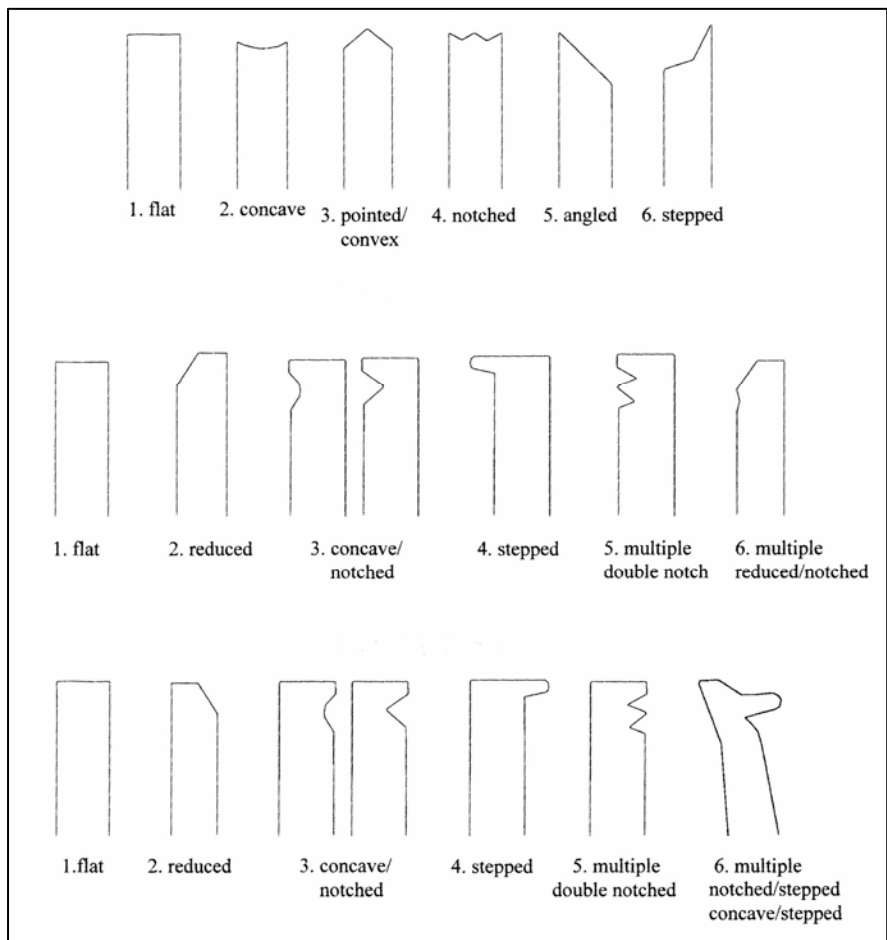 1. flat
2. concave
3. pointed/
convex
4. notched
5. angled
6. stepped
1. flat
2. reduced
3. concave/
notched
4. stepped
5. multiple
double notch
6. multiple
reduced/notched
1.flat
2. reduced
3. concave/
notched
4. stepped
5. multiple
double notched
6. multiple
notched/stepped
concave/stepped